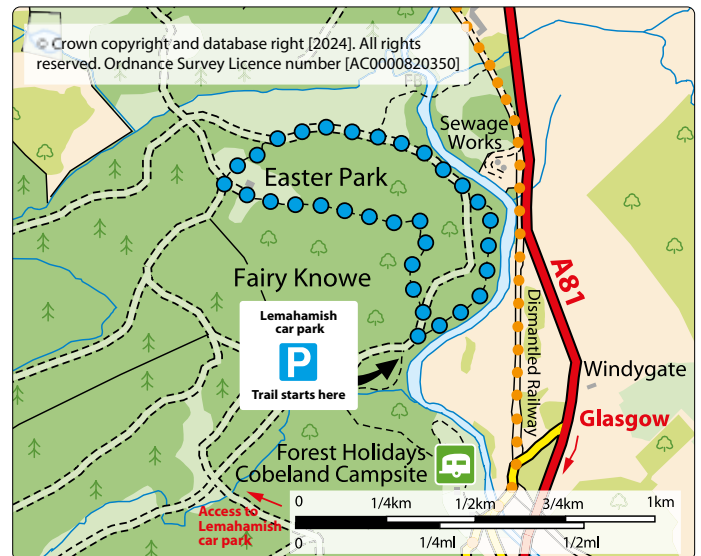 © Crown copyright and database right [2024]. All rights
reserved. Ordnance Survey Licence number [AC0000820350]
FB
Sewage
Works
Easter Park
Fairy Knowe
A81
Lemahamish
car park
P
Trail starts here
Dismantled Railway
Windygate
Glasgow
Forest Holidays
Cobeland Campsite
Access to
Lemahamish
car park
0 1/4km 1/2km 3/4km 1km
0 1/4ml 1/2ml